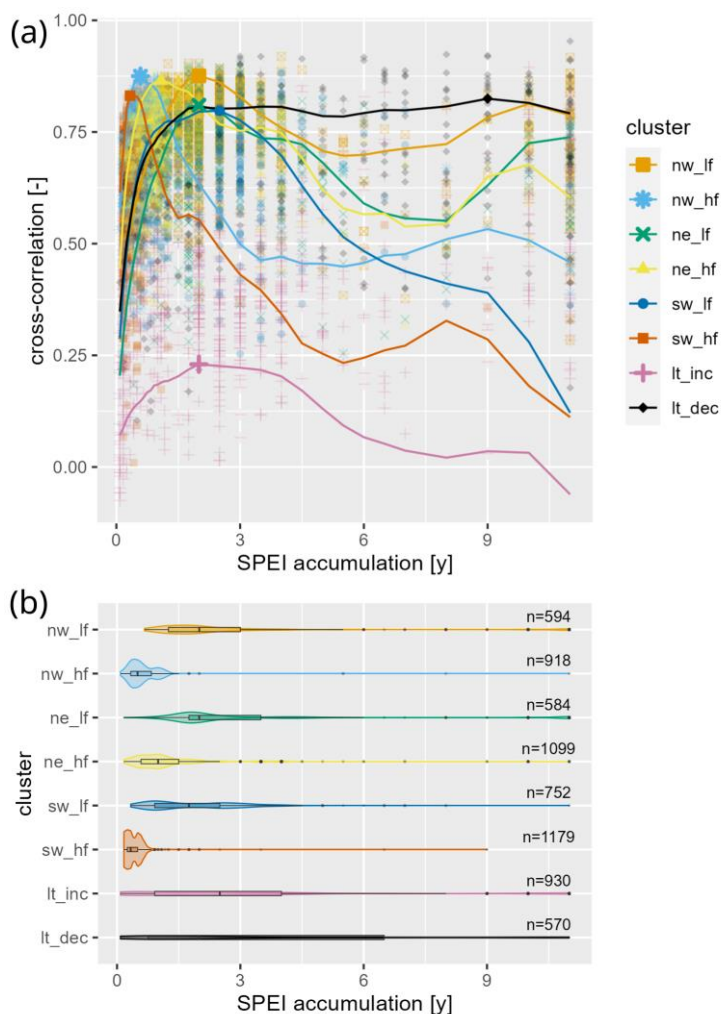 (a)
1.00
0.75
0.50
0.25
0.00
cross-correlation [-]
0
3
6
9
SPEI accumulation [y]
cluster
nw_lf
nw_hf
ne_lf
ne_hf
sw_lf
sw_hf
lt_inc
lt_dec
(b)
cluster
nw_lf
n=594
nw_hf
n=918
ne_lf
n=584
ne_hf
n=1099
sw_lf
n=752
sw_hf
n=1179
lt_inc
n=930
lt_dec
n=570
0
3
6
9
SPEI accumulation [y]